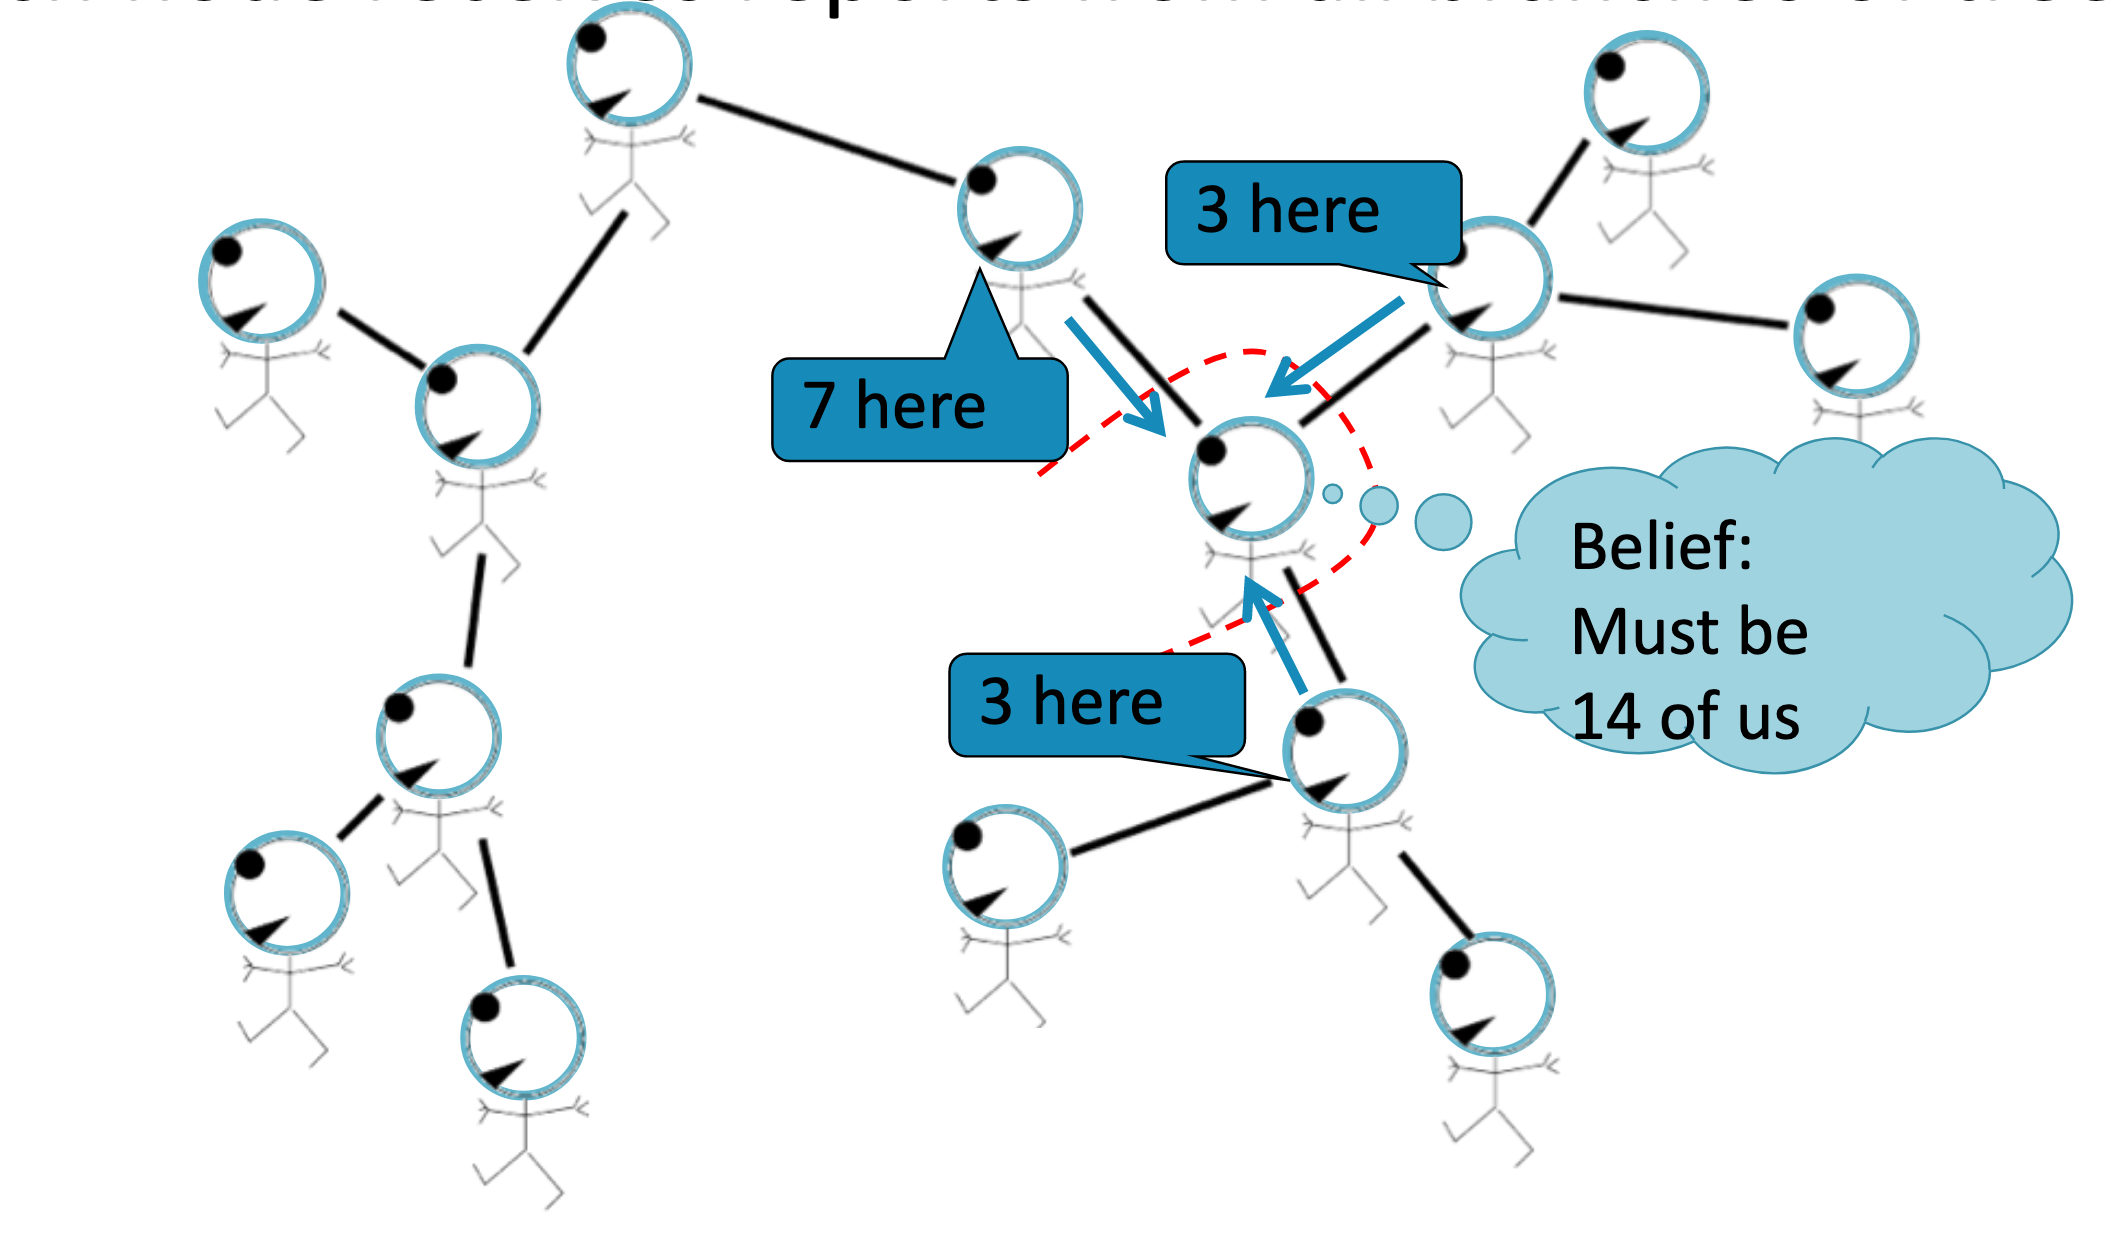 3 here
7 here
Belief:
Must be
14 of us
3 here